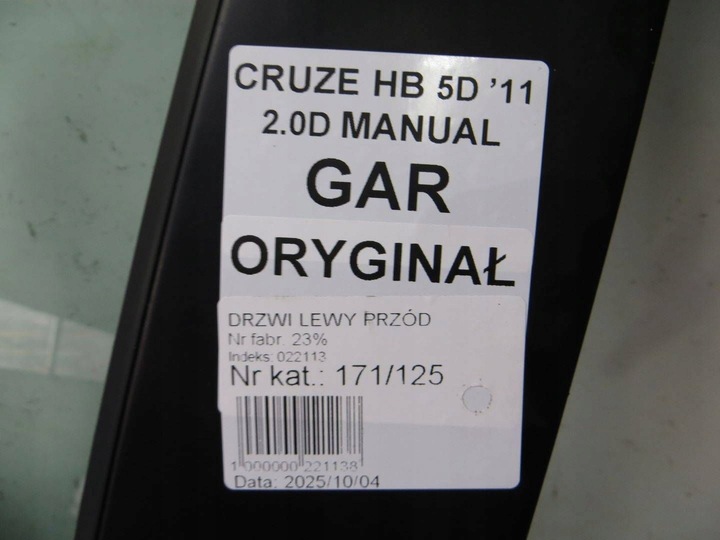 CRUZE HB 5D ’11
2.0D MANUAL
GAR
ORYGINAŁ
DRZWI LEWY PRZÓD
Nr fabr. 23%
Indeks: 022113
Nr kat.: 171/125
1 000000 221138
Data: 2025/10/04